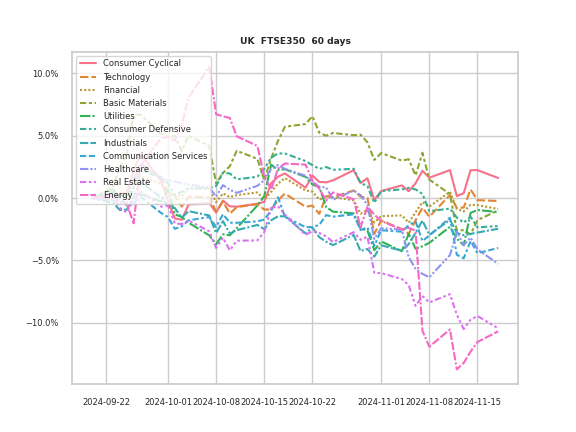 UK FTSE350 60 days
10.0%
5.0%
0.0%
−5.0%
−10.0%
Consumer Cyclical
Technology
Financial
Basic Materials
Utilities
Consumer Defensive
Industrials
Communication Services
Healthcare
Real Estate
Energy
2024-09-22
2024-10-01
2024-10-08
2024-10-15
2024-10-22
2024-11-01
2024-11-08
2024-11-15